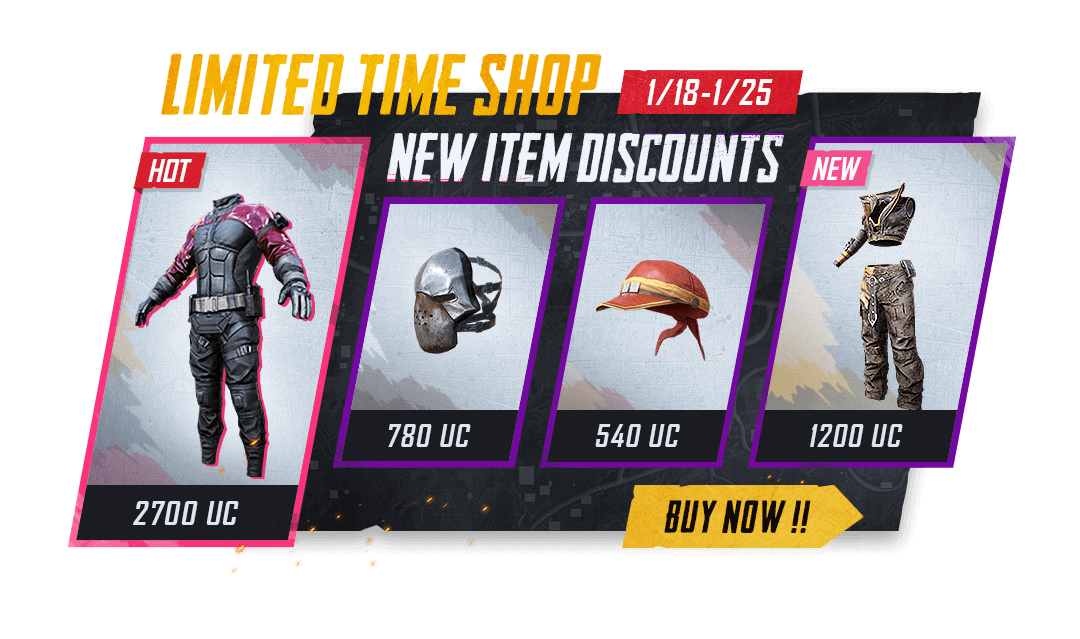 LIMITED TIME SHOP
1/18-1/25
NEW ITEM DISCOUNTS
HOT
NEW
780 UC
540 UC
1200 UC
2700 UC
BUY NOW !!